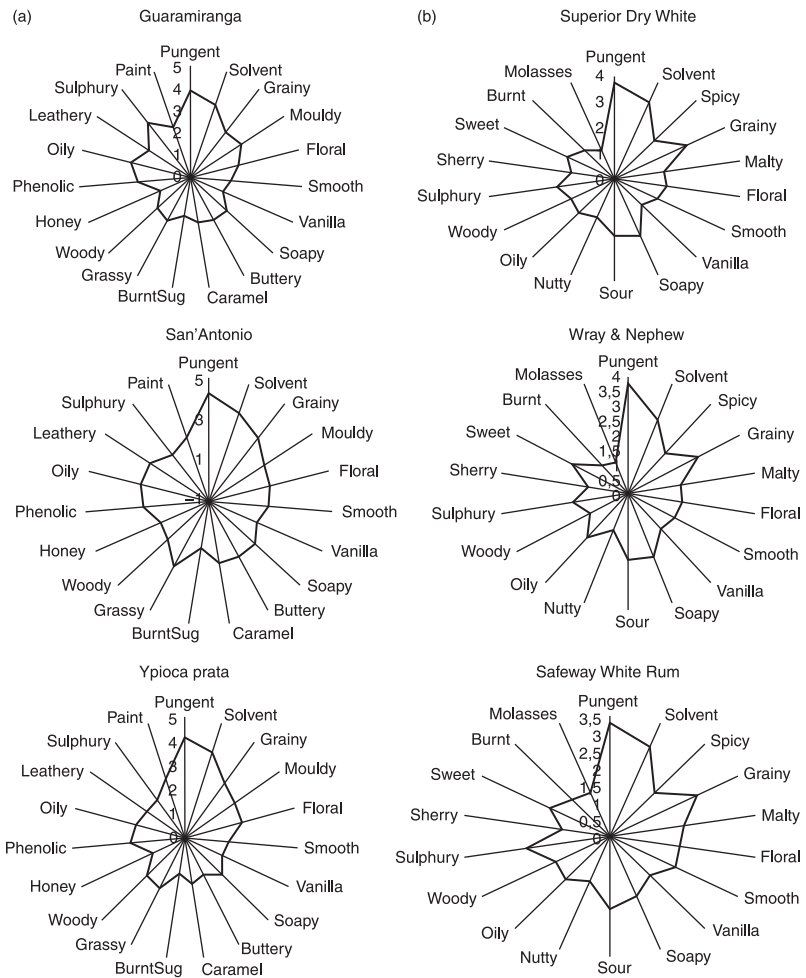 (a)
Guaramiranga
Pungent
Solvent
Grainy
Mouldy
Floral
Smooth
Vanilla
Soapy
Buttery
Caramel
BurntSug
Grassy
Woody
Honey
Phenolic
Oily
Leathery
Sulphury
Paint
5
4
3
2
1
0
San'Antonio
Pungent
Solvent
Grainy
Mouldy
Floral
Smooth
Vanilla
Soapy
Buttery
Caramel
BurntSug
Grassy
Woody
Honey
Phenolic
Oily
Leathery
Sulphury
Paint
5
3
1
−1
Ypioca prata
Pungent
Solvent
Grainy
Mouldy
Floral
Smooth
Vanilla
Soapy
Buttery
Caramel
BurntSug
Grassy
Woody
Honey
Phenolic
Oily
Leathery
Sulphury
Paint
5
4
3
2
1
0
(b)
Superior Dry White
Pungent
Solvent
Spicy
Grainy
Malty
Floral
Smooth
Vanilla
Soapy
Sour
Nutty
Oily
Woody
Sulphury
Sherry
Sweet
Burnt
Molasses
4
3
2
1
0
Wray & Nephew
Pungent
Solvent
Spicy
Grainy
Malty
Floral
Smooth
Vanilla
Soapy
Sour
Nutty
Oily
Woody
Sulphury
Sherry
Sweet
Burnt
Molasses
4
3,5
3
2,5
2
1,5
1
0,5
0
Safeway White Rum
Pungent
Solvent
Spicy
Grainy
Malty
Floral
Smooth
Vanilla
Soapy
Sour
Nutty
Oily
Woody
Sulphury
Sherry
Sweet
Burnt
Molasses
3,5
3
2,5
2
1,5
1
0,5
0